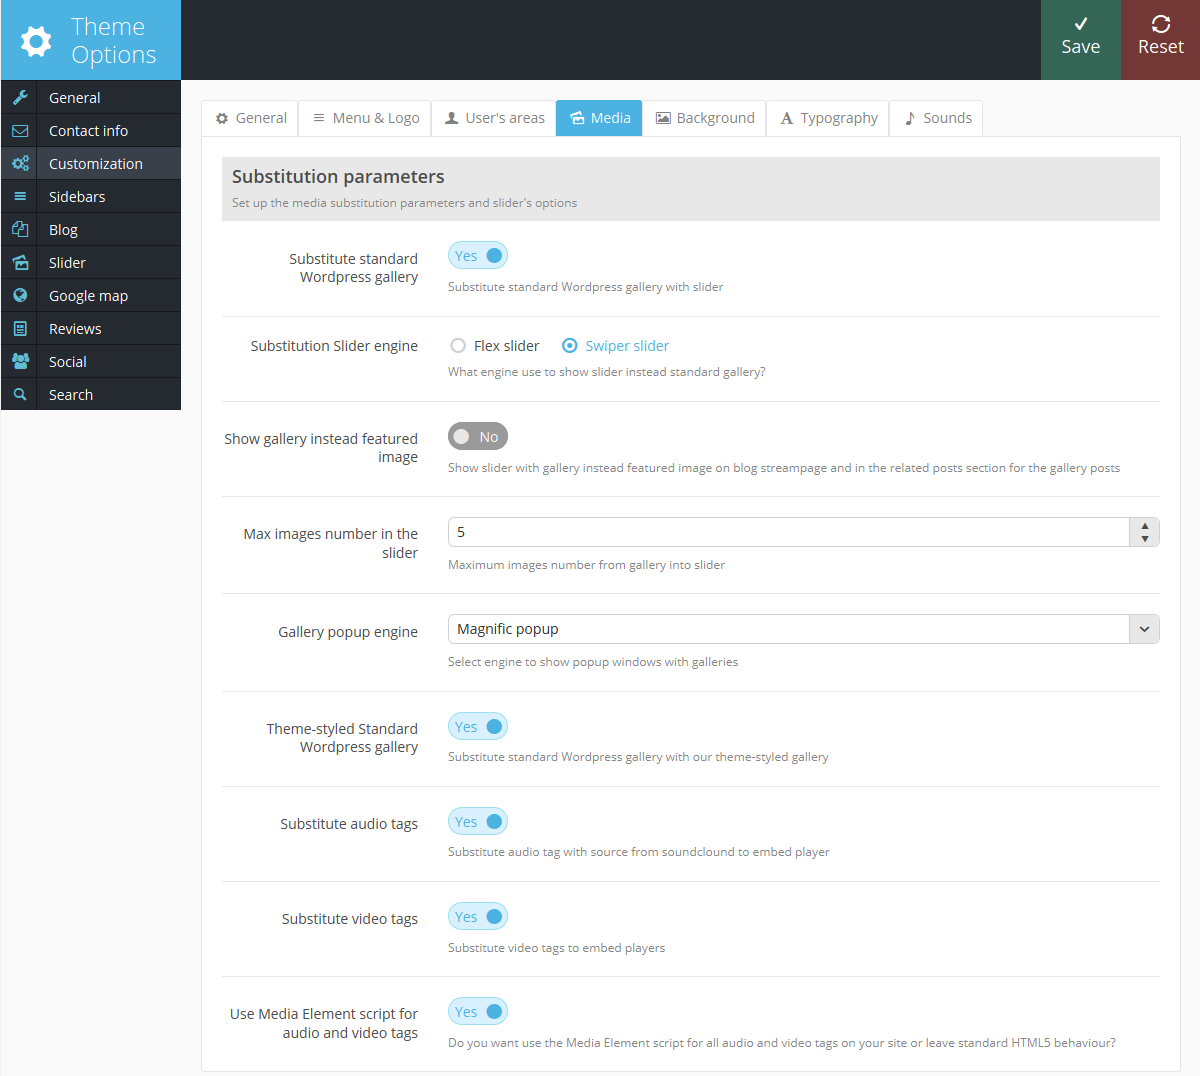 Theme
Options
Save
Reset
General
Contact info
Customization
Sidebars
Blog
Slider
Google map
Reviews
Social
Search
General
Menu & Logo
User's areas
Media
Background
Typography
Sounds
Substitution parameters
Set up the media substitution parameters and slider's options
Substitute standard
Wordpress gallery
Yes
Substitute standard Wordpress gallery with slider
Substitution Slider engine
Flex slider
Swiper slider
What engine use to show slider instead standard gallery?
Show gallery instead featured
image
No
Show slider with gallery instead featured image on blog streampage and in the related posts section for the gallery posts
Max images number in the
slider
5
Maximum images number from gallery into slider
Gallery popup engine
Magnific popup
Select engine to show popup windows with galleries
Theme-styled Standard
Wordpress gallery
Yes
Substitute standard Wordpress gallery with our theme-styled gallery
Substitute audio tags
Yes
Substitute audio tag with source from soundclound to embed player
Substitute video tags
Yes
Substitute video tags to embed players
Use Media Element script for
audio and video tags
Yes
Do you want use the Media Element script for all audio and video tags on your site or leave standard HTML5 behaviour?